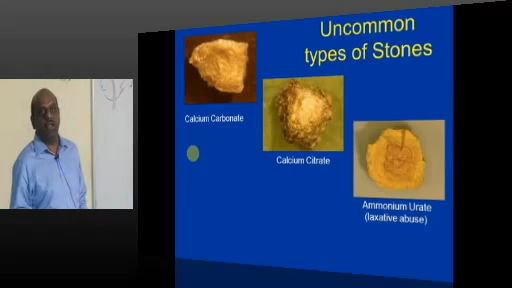 Uncommon
types of Stones
Calcium Carbonate
Calcium Citrate
Ammonium Urate
(laxative abuse)